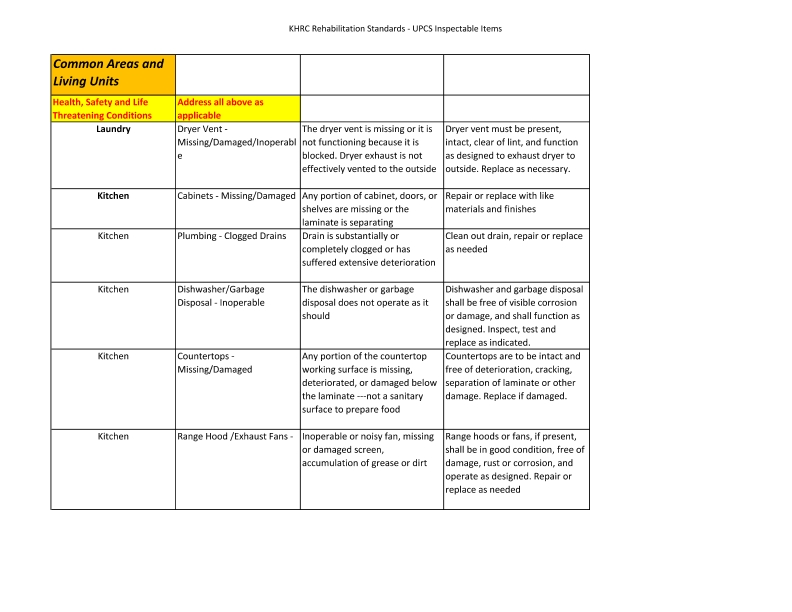 KHRC Rehabilitation Standards - UPCS Inspectable Items
Common Areas and
Living Units
Health, Safety and Life
Threatening Conditions
Address all above as
applicable
Laundry
Dryer Vent -
Missing/Damaged/Inoperabl
e
The dryer vent is missing or it is
not functioning because it is
blocked. Dryer exhaust is not
effectively vented to the outside
Dryer vent must be present,
intact, clear of lint, and function
as designed to exhaust dryer to
outside. Replace as necessary.
Kitchen
Cabinets - Missing/Damaged
Any portion of cabinet, doors, or
shelves are missing or the
laminate is separating
Repair or replace with like
materials and finishes
Kitchen
Plumbing - Clogged Drains
Drain is substantially or
completely clogged or has
suffered extensive deterioration
Clean out drain, repair or replace
as needed
Kitchen
Dishwasher/Garbage
Disposal - Inoperable
The dishwasher or garbage
disposal does not operate as it
should
Dishwasher and garbage disposal
shall be free of visible corrosion
or damage, and shall function as
designed. Inspect, test and
replace as indicated.
Kitchen
Countertops -
Missing/Damaged
Any portion of the countertop
working surface is missing,
deteriorated, or damaged below
the laminate ---not a sanitary
surface to prepare food
Countertops are to be intact and
free of deterioration, cracking,
separation of laminate or other
damage. Replace if damaged.
Kitchen
Range Hood /Exhaust Fans -
Inoperable or noisy fan, missing
or damaged screen,
accumulation of grease or dirt
Range hoods or fans, if present,
shall be in good condition, free of
damage, rust or corrosion, and
operate as designed. Repair or
replace as needed